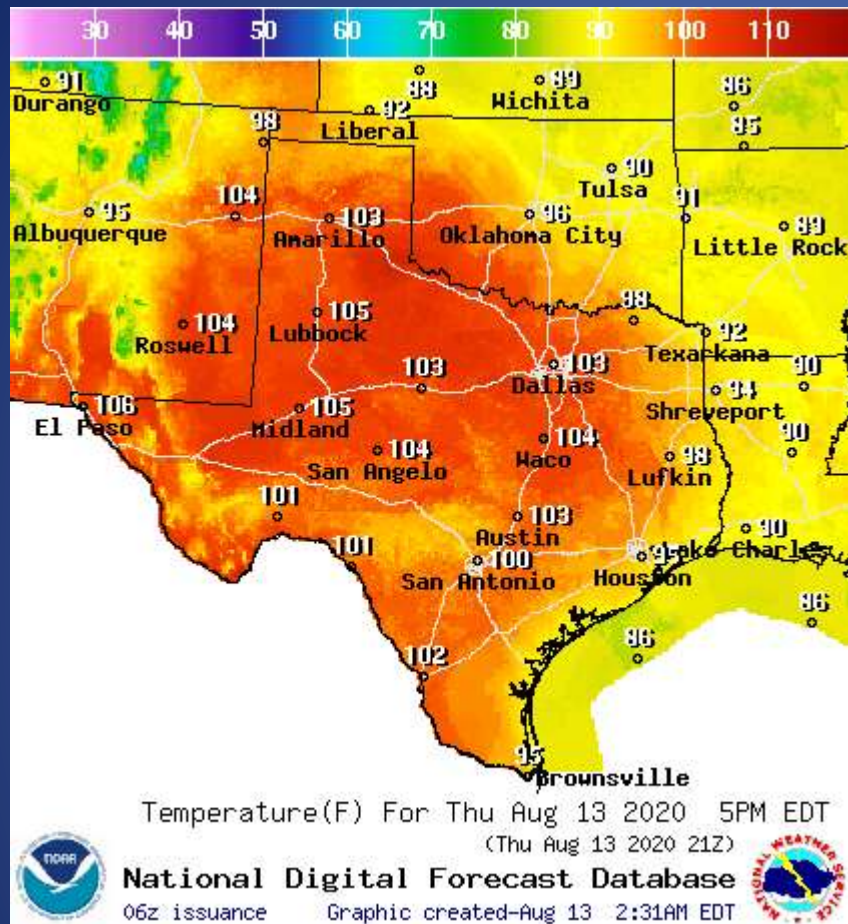 30 40 50 60 70 80 90 100 110
91
Durango
88
89
Wichita
86
92
Liberal
98
85
90
Tulsa
95
Albuquerque
104
103
Amarillo
96
Oklahoma City
91
89
Little Rock
104
Roswell
105
Lubbock
98
92
Texarkana
103
103
Dallas
90
106
El Paso
105
Midland
94
Shreveport
104
San Angelo
104
Waco
98
Lufkin
90
101
103
Austin
90
Lake Charles
101
100
San Antonio
95
Houston
86
86
102
95
Brownsville
Temperature(F) For Thu Aug 13 2020 5PM EDT
(Thu Aug 13 2020 21Z)
National Digital Forecast Database
06z issuance Graphic created-Aug 13 2:31AM EDT
NOAA
NATIONAL WEATHER SERVICE